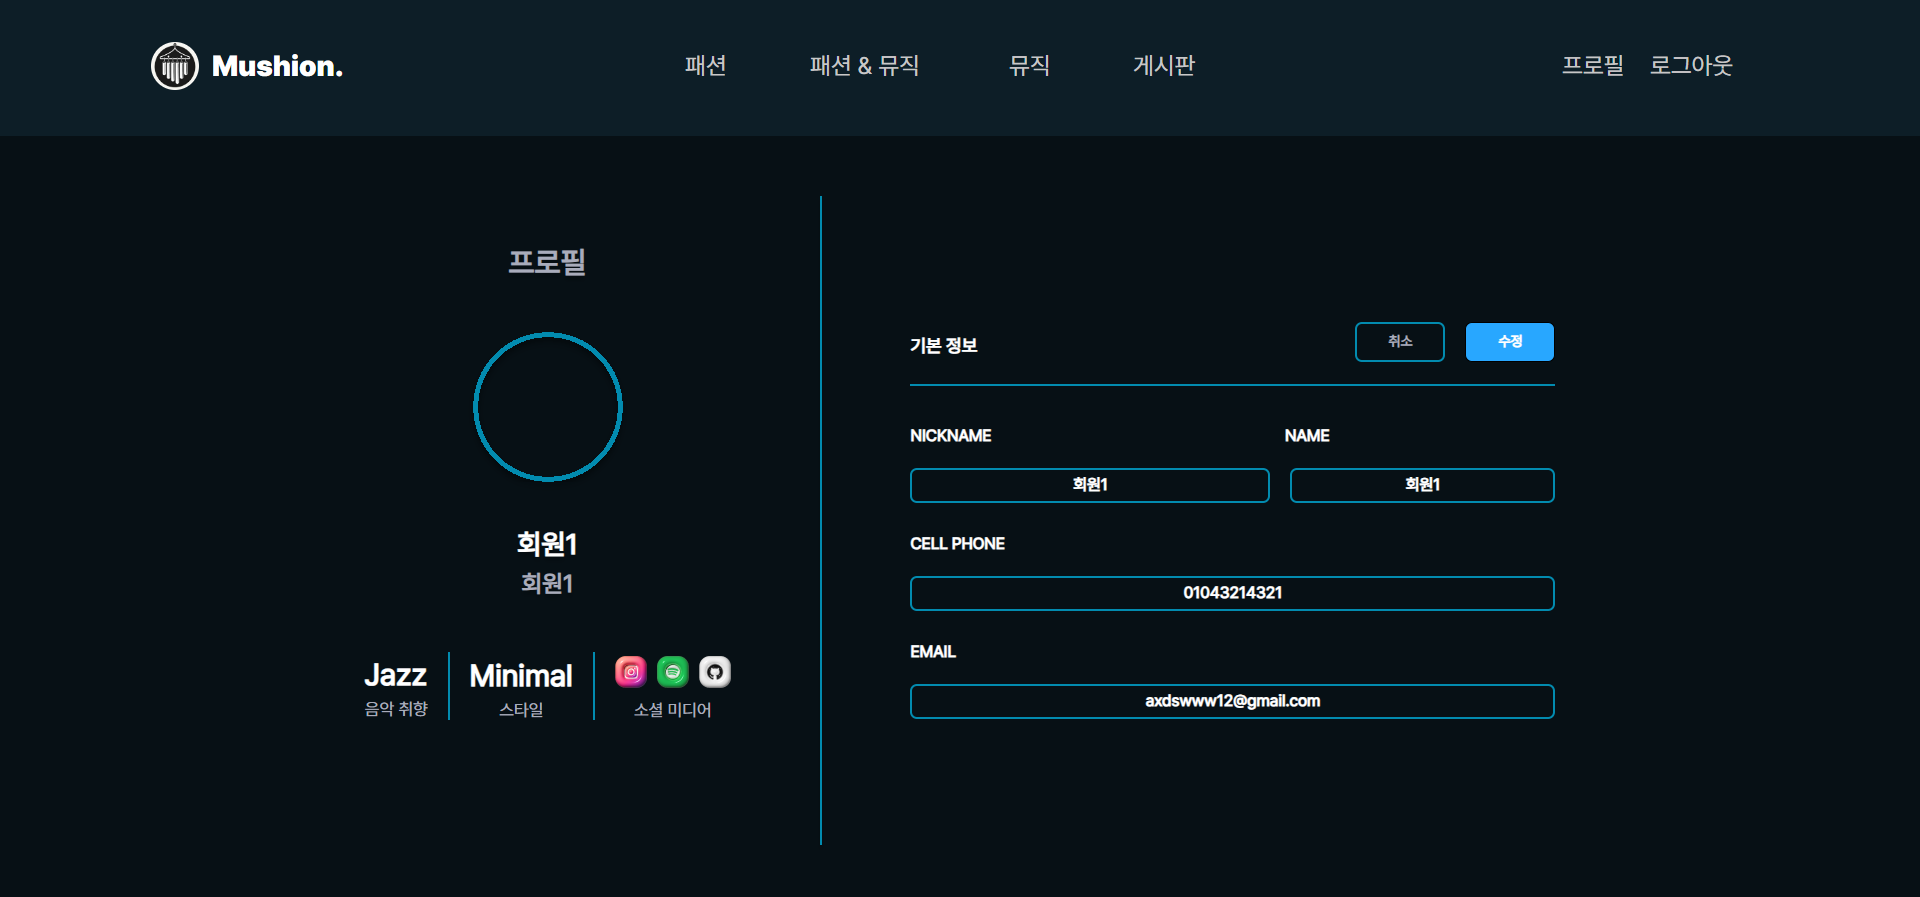 Mushion.
패션 패션 & 뮤직 뮤직 게시판
프로필 로그아웃
프로필
회원1
회원1
Jazz
음악 취향
Minimal
스타일
소셜 미디어
기본 정보
취소 수정
NICKNAME NAME
회원1 회원1
CELL PHONE
01043214321
EMAIL
axdswww12@gmail.com